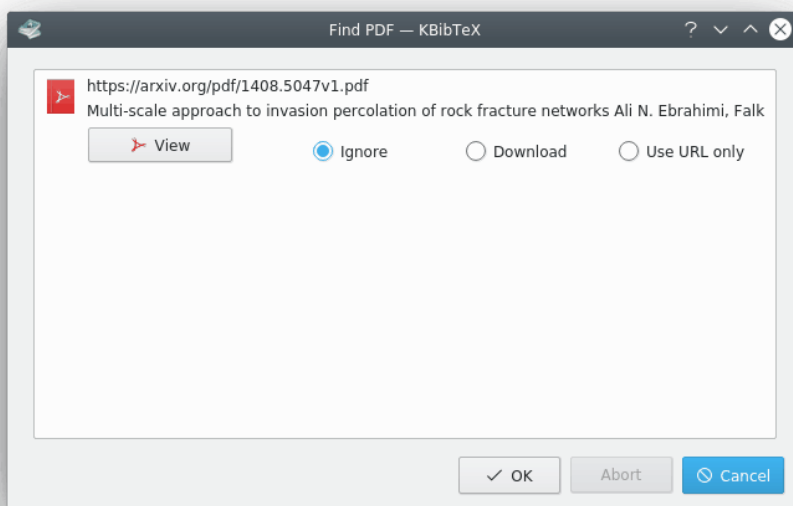 Find PDF — KBibTeX
https://arxiv.org/pdf/1408.5047v1.pdf
Multi-scale approach to invasion percolation of rock fracture networks Ali N. Ebrahimi, Falk
View
Ignore
Download
Use URL only
OK
Abort
Cancel